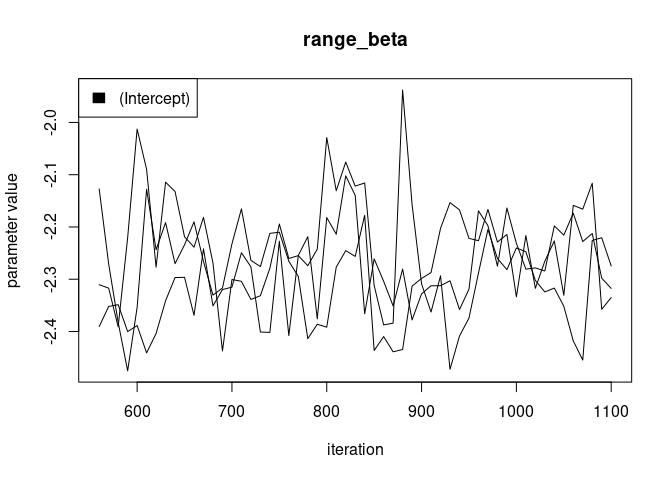 range_beta
(Intercept)
parameter value
-2.0
-2.1
-2.2
-2.3
-2.4
600 700 800 900 1000 1100
iteration